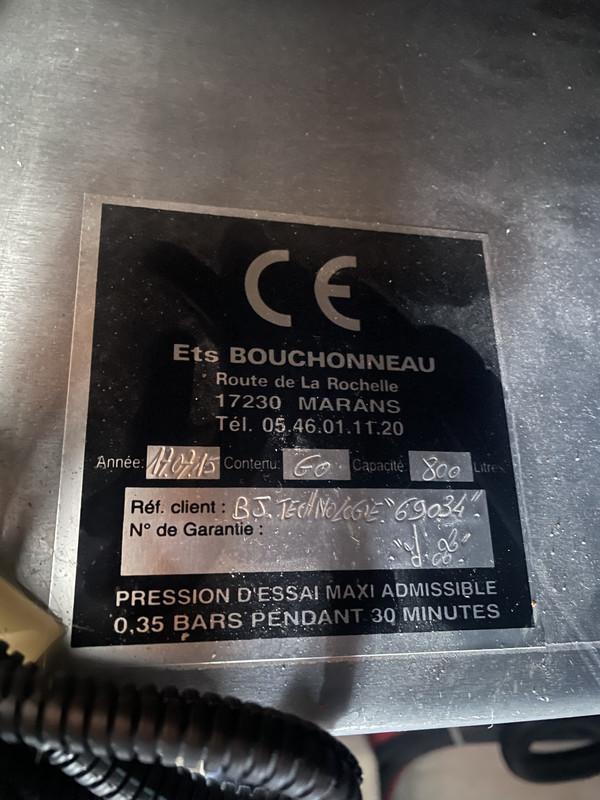 CE
Ets BOUCHONNEAU
Route de La Rochelle
17230 MARANS
Tél. 05.46.01.11.20
Année: 17.07.15 Contenu: GO Capacité 800 Litres
Réf. client : B.J. TECHNOLOGIE "69034".
N° de Garantie :
PRESSION D'ESSAI MAXI ADMISSIBLE
0,35 BARS PENDANT 30 MINUTES